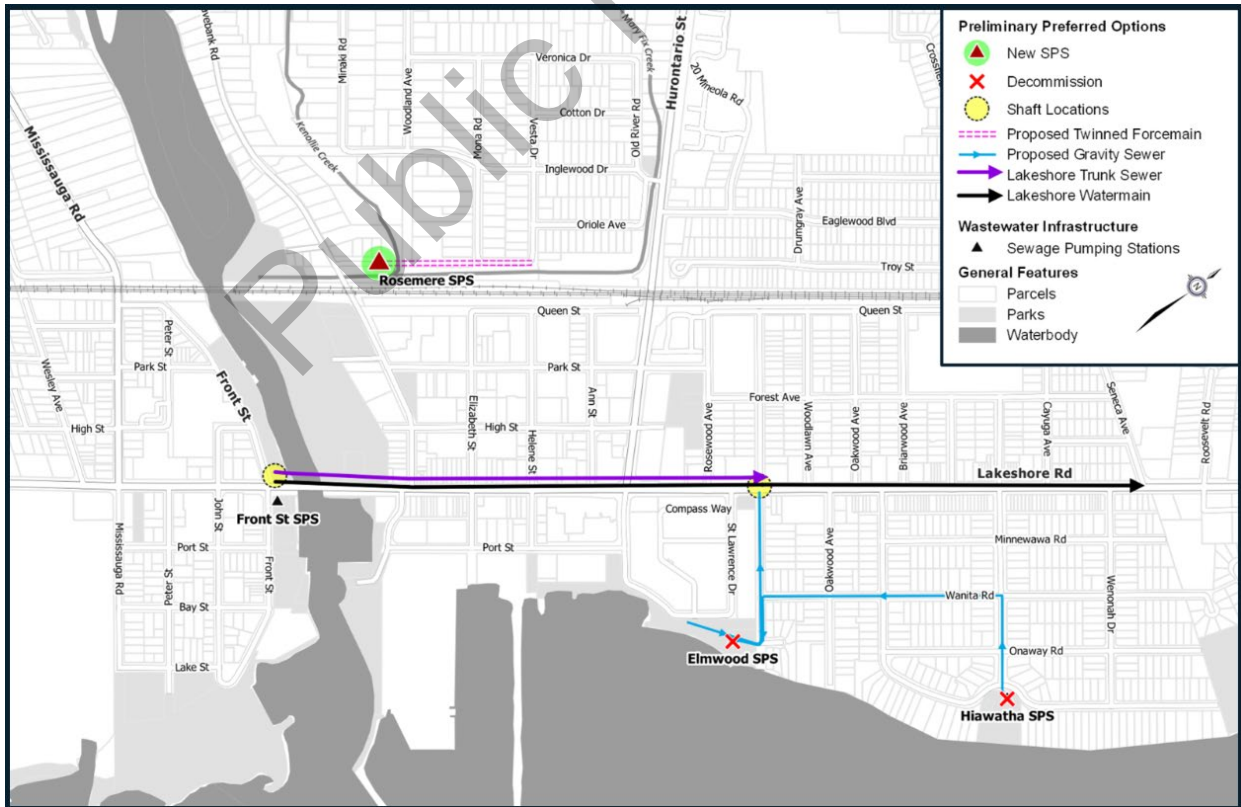 Preliminary Preferred Options
New SPS
Decommission
Shaft Locations
Proposed Twinned Forcemain
Proposed Gravity Sewer
Lakeshore Trunk Sewer
Lakeshore Watermain
Wastewater Infrastructure
Sewage Pumping Stations
General Features
Parcels
Parks
Waterbody
N
Public
Mississauga Rd
avebank Rd
Kenollie Creek
Minaki Rd
Woodland Ave
Mona Rd
Veronica Dr
Cotton Dr
Vesta Dr
Inglewood Dr
Oriole Ave
Old River Rd
Mary Fix Creek
Hurontario St
20 Mineola Rd
Crossfie
Drumgray Ave
Eaglewood Blvd
Troy St
Rosemere SPS
Queen St
Queen St
Peter St
Park St
Park St
Wesley Ave
High St
High St
Front St
Elizabeth St
Helene St
Ann St
Rosewood Ave
Forest Ave
Woodlawn Ave
Oakwood Ave
Briarwood Ave
Cayuga Ave
Seneca Ave
Roosevelt Rd
Lakeshore Rd
Front St SPS
John St
Mississauga Rd
Port St
Port St
Peter St
Front St
Bay St
Lake St
Compass Way
St Lawrence Dr
Oakwood Ave
Minnewawa Rd
Wanita Rd
Wenonah Dr
Onaway Rd
Elmwood SPS
Hiawatha SPS